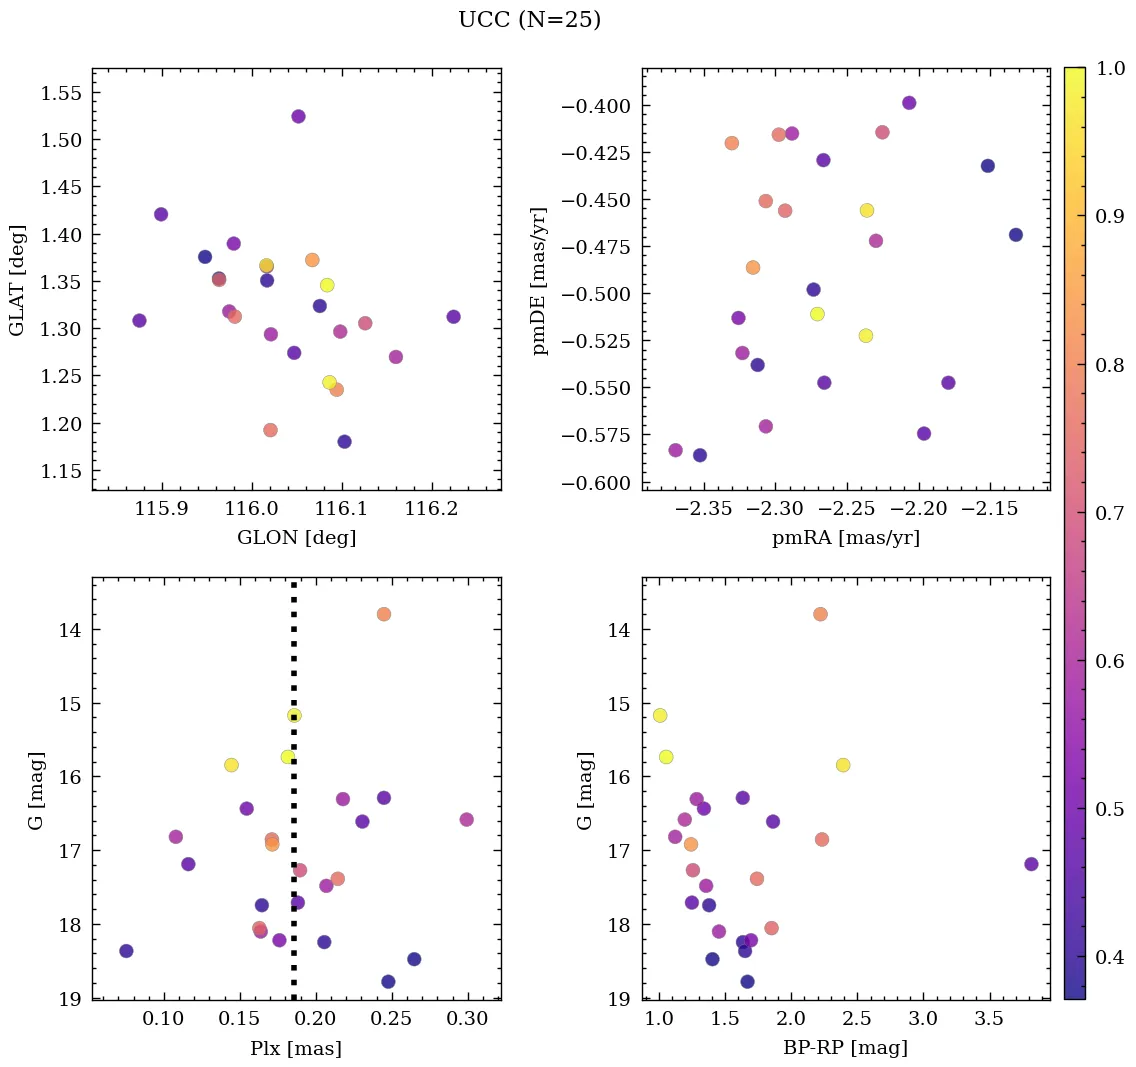 UCC (N=25)
1.55
1.50
1.45
1.40
1.35
1.30
1.25
1.20
1.15
GLAT [deg]
115.9 116.0 116.1 116.2
GLON [deg]
−0.400
−0.425
−0.450
−0.475
−0.500
−0.525
−0.550
−0.575
−0.600
pmDE [mas/yr]
−2.35 −2.30 −2.25 −2.20 −2.15
pmRA [mas/yr]
14
15
16
17
18
19
G [mag]
0.10 0.15 0.20 0.25 0.30
Plx [mas]
14
15
16
17
18
19
G [mag]
1.0 1.5 2.0 2.5 3.0 3.5
BP-RP [mag]
1.0
0.9
0.8
0.7
0.6
0.5
0.4